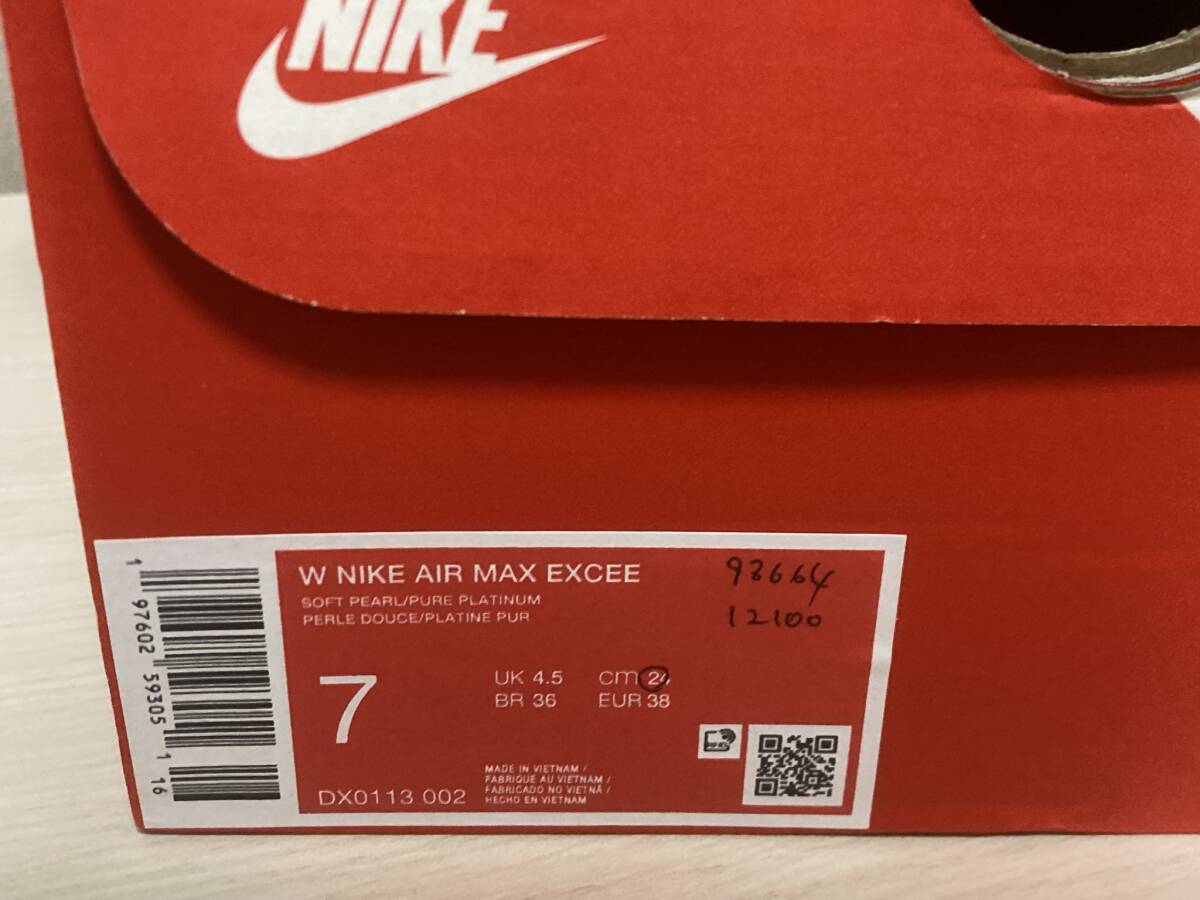 NIKE
W NIKE AIR MAX EXCEE
SOFT PEARL/PURE PLATINUM
PERLE DOUCE/PLATINE PUR
93664
12100
7
UK 4.5 CM 24
BR 36 EUR 38
MADE IN VIETNAM /
FABRIQUE AU VIETNAM /
FABRICADO NO VIETNÃ /
HECHO EN VIETNAM
DX0113 002
1 97602 59305 1 16